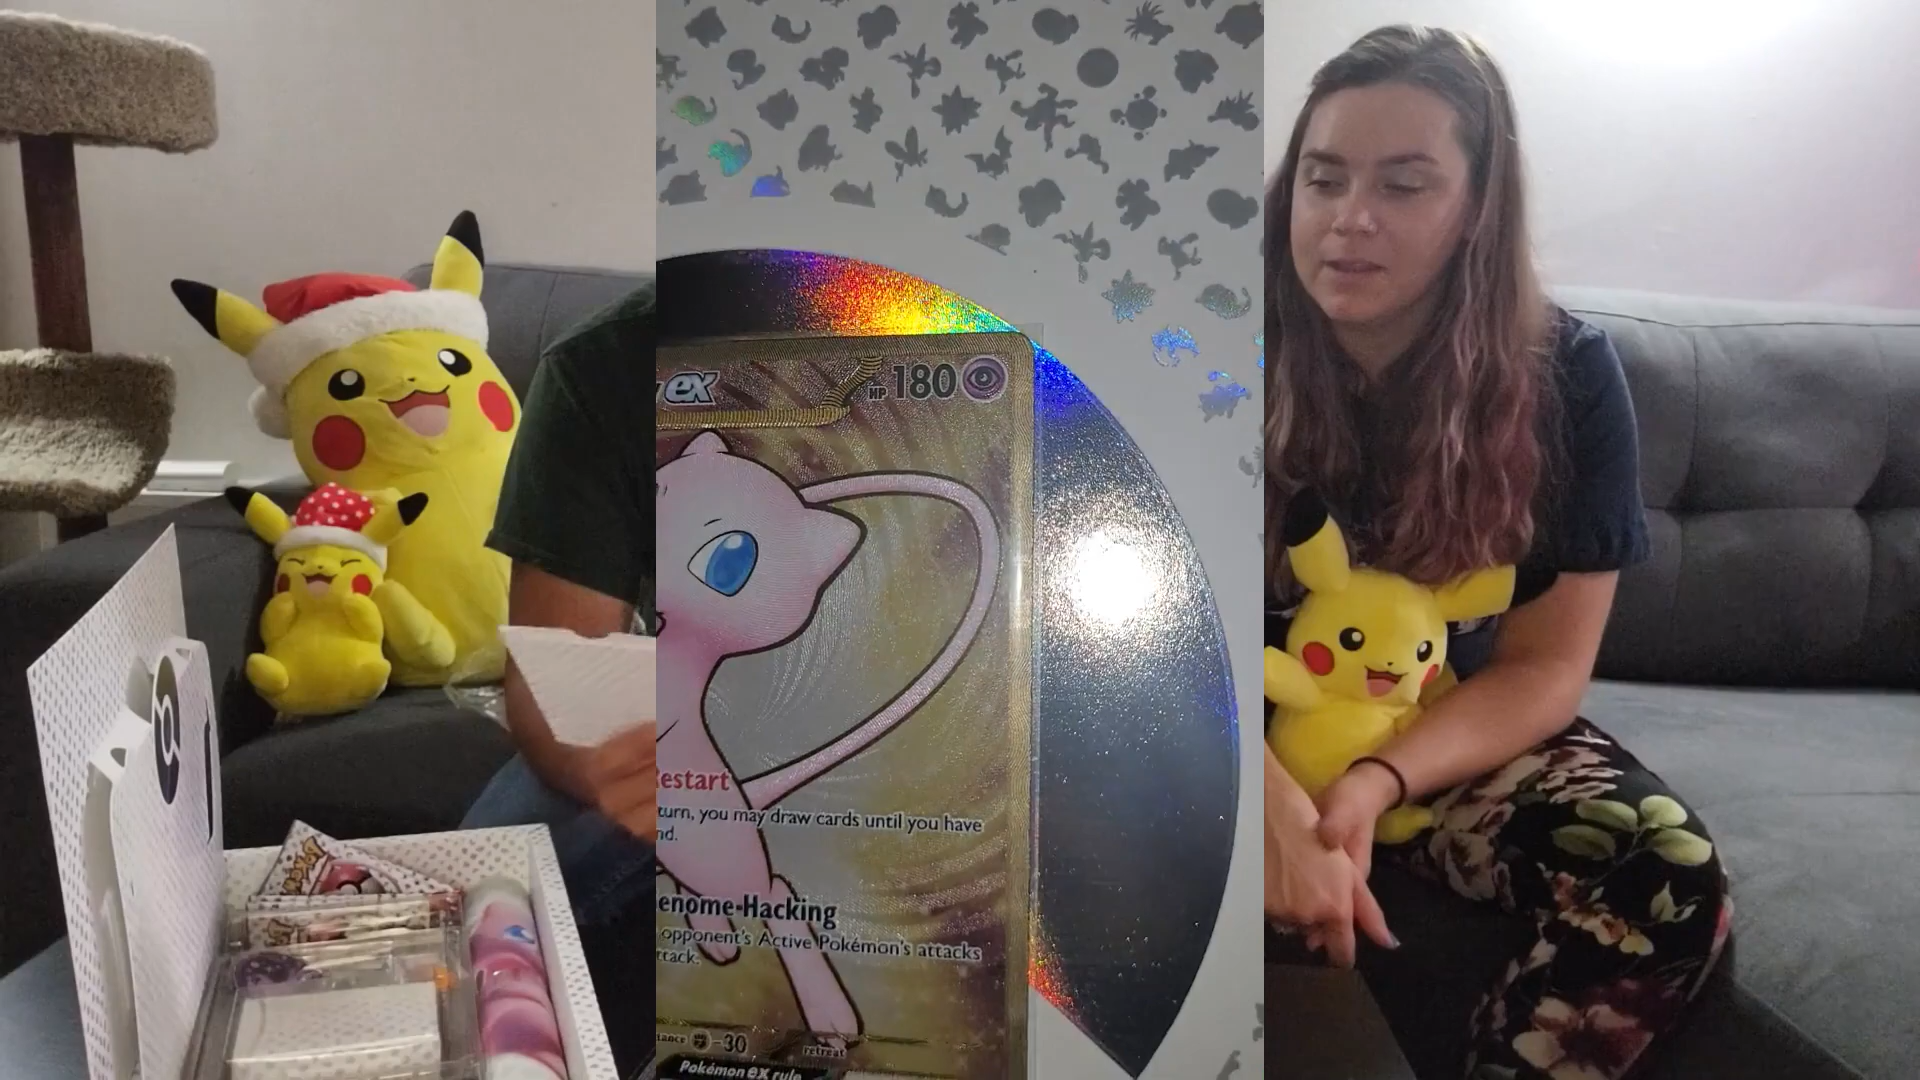 ex HP 180
Restart
turn, you may draw cards until you have
nd.
enome-Hacking
opponent's Active Pokémon's attacks
ttack.
tance -30
retreat
Pokémon ex rule